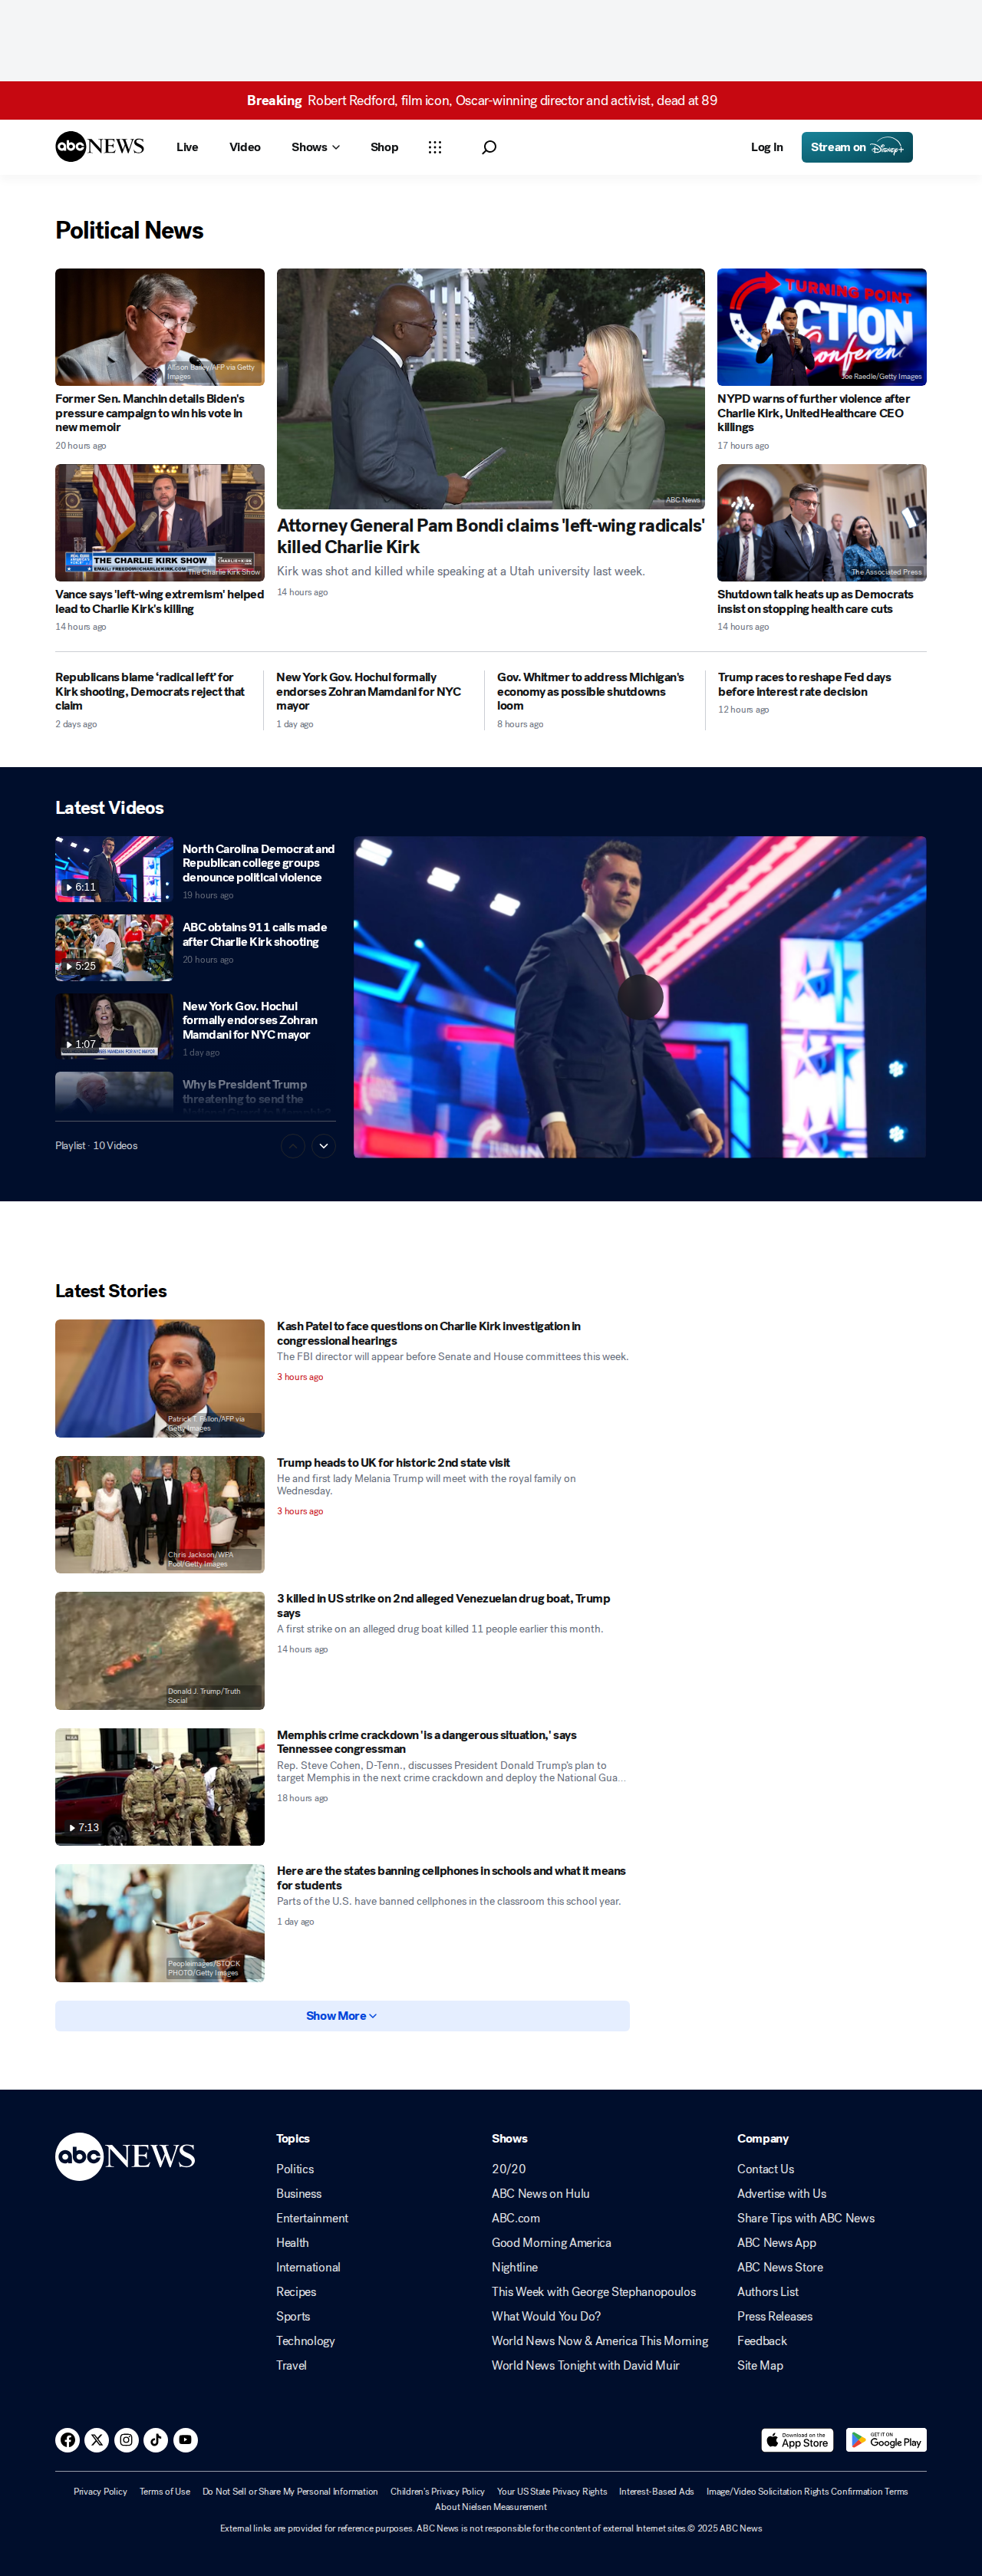 Breaking Robert Redford, film icon, Oscar-winning director and activist, dead at 89
abc NEWS
Live
Video
Shows
Shop
Log In
Stream on Disney+
Political News
Allison Bailey/AFP via Getty
Images
Former Sen. Manchin details Biden's
pressure campaign to win his vote in
new memoir
20 hours ago
THE CHARLIE KIRK SHOW
The Charlie Kirk Show
Vance says 'left-wing extremism' helped
lead to Charlie Kirk's killing
14 hours ago
ABC News
Attorney General Pam Bondi claims 'left-wing radicals'
killed Charlie Kirk
Kirk was shot and killed while speaking at a Utah university last week.
14 hours ago
TURNING POINT
ACTION
Conference
Joe Raedle/Getty Images
NYPD warns of further violence after
Charlie Kirk, UnitedHealthcare CEO
killings
17 hours ago
The Associated Press
Shutdown talk heats up as Democrats
insist on stopping health care cuts
14 hours ago
Republicans blame ‘radical left’ for
Kirk shooting, Democrats reject that
claim
2 days ago
New York Gov. Hochul formally
endorses Zohran Mamdani for NYC
mayor
1 day ago
Gov. Whitmer to address Michigan's
economy as possible shutdowns
loom
8 hours ago
Trump races to reshape Fed days
before interest rate decision
12 hours ago
Latest Videos
6:11
North Carolina Democrat and
Republican college groups
denounce political violence
19 hours ago
5:25
ABC obtains 911 calls made
after Charlie Kirk shooting
20 hours ago
1:07
New York Gov. Hochul
formally endorses Zohran
Mamdani for NYC mayor
1 day ago
Why is President Trump
threatening to send the
National Guard to Memphis?
Playlist · 10 Videos
Latest Stories
Patrick T. Fallon/AFP via
Getty Images
Kash Patel to face questions on Charlie Kirk investigation in
congressional hearings
The FBI director will appear before Senate and House committees this week.
3 hours ago
Chris Jackson/WPA
Pool/Getty Images
Trump heads to UK for historic 2nd state visit
He and first lady Melania Trump will meet with the royal family on
Wednesday.
3 hours ago
Donald J. Trump/Truth
Social
3 killed in US strike on 2nd alleged Venezuelan drug boat, Trump
says
A first strike on an alleged drug boat killed 11 people earlier this month.
14 hours ago
7:13
Memphis crime crackdown 'is a dangerous situation,' says
Tennessee congressman
Rep. Steve Cohen, D-Tenn., discusses President Donald Trump’s plan to
target Memphis in the next crime crackdown and deploy the National Gua...
18 hours ago
Peopleimages/STOCK
PHOTO/Getty Images
Here are the states banning cellphones in schools and what it means
for students
Parts of the U.S. have banned cellphones in the classroom this school year.
1 day ago
Show More
abc NEWS
Topics
Politics
Business
Entertainment
Health
International
Recipes
Sports
Technology
Travel
Shows
20/20
ABC News on Hulu
ABC.com
Good Morning America
Nightline
This Week with George Stephanopoulos
What Would You Do?
World News Now & America This Morning
World News Tonight with David Muir
Company
Contact Us
Advertise with Us
Share Tips with ABC News
ABC News App
ABC News Store
Authors List
Press Releases
Feedback
Site Map
Download on the
App Store
GET IT ON
Google Play
Privacy Policy
Terms of Use
Do Not Sell or Share My Personal Information
Children's Privacy Policy
Your US State Privacy Rights
Interest-Based Ads
Image/Video Solicitation Rights Confirmation Terms
About Nielsen Measurement
External links are provided for reference purposes. ABC News is not responsible for the content of external Internet sites.© 2025 ABC News